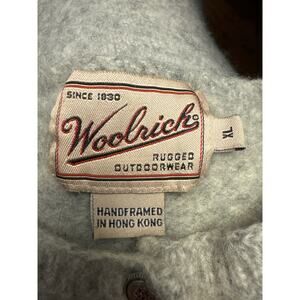 SINCE 1830
Woolrich
RUGGED
OUTDOORWEAR
XL
HANDFRAMED
IN HONG KONG